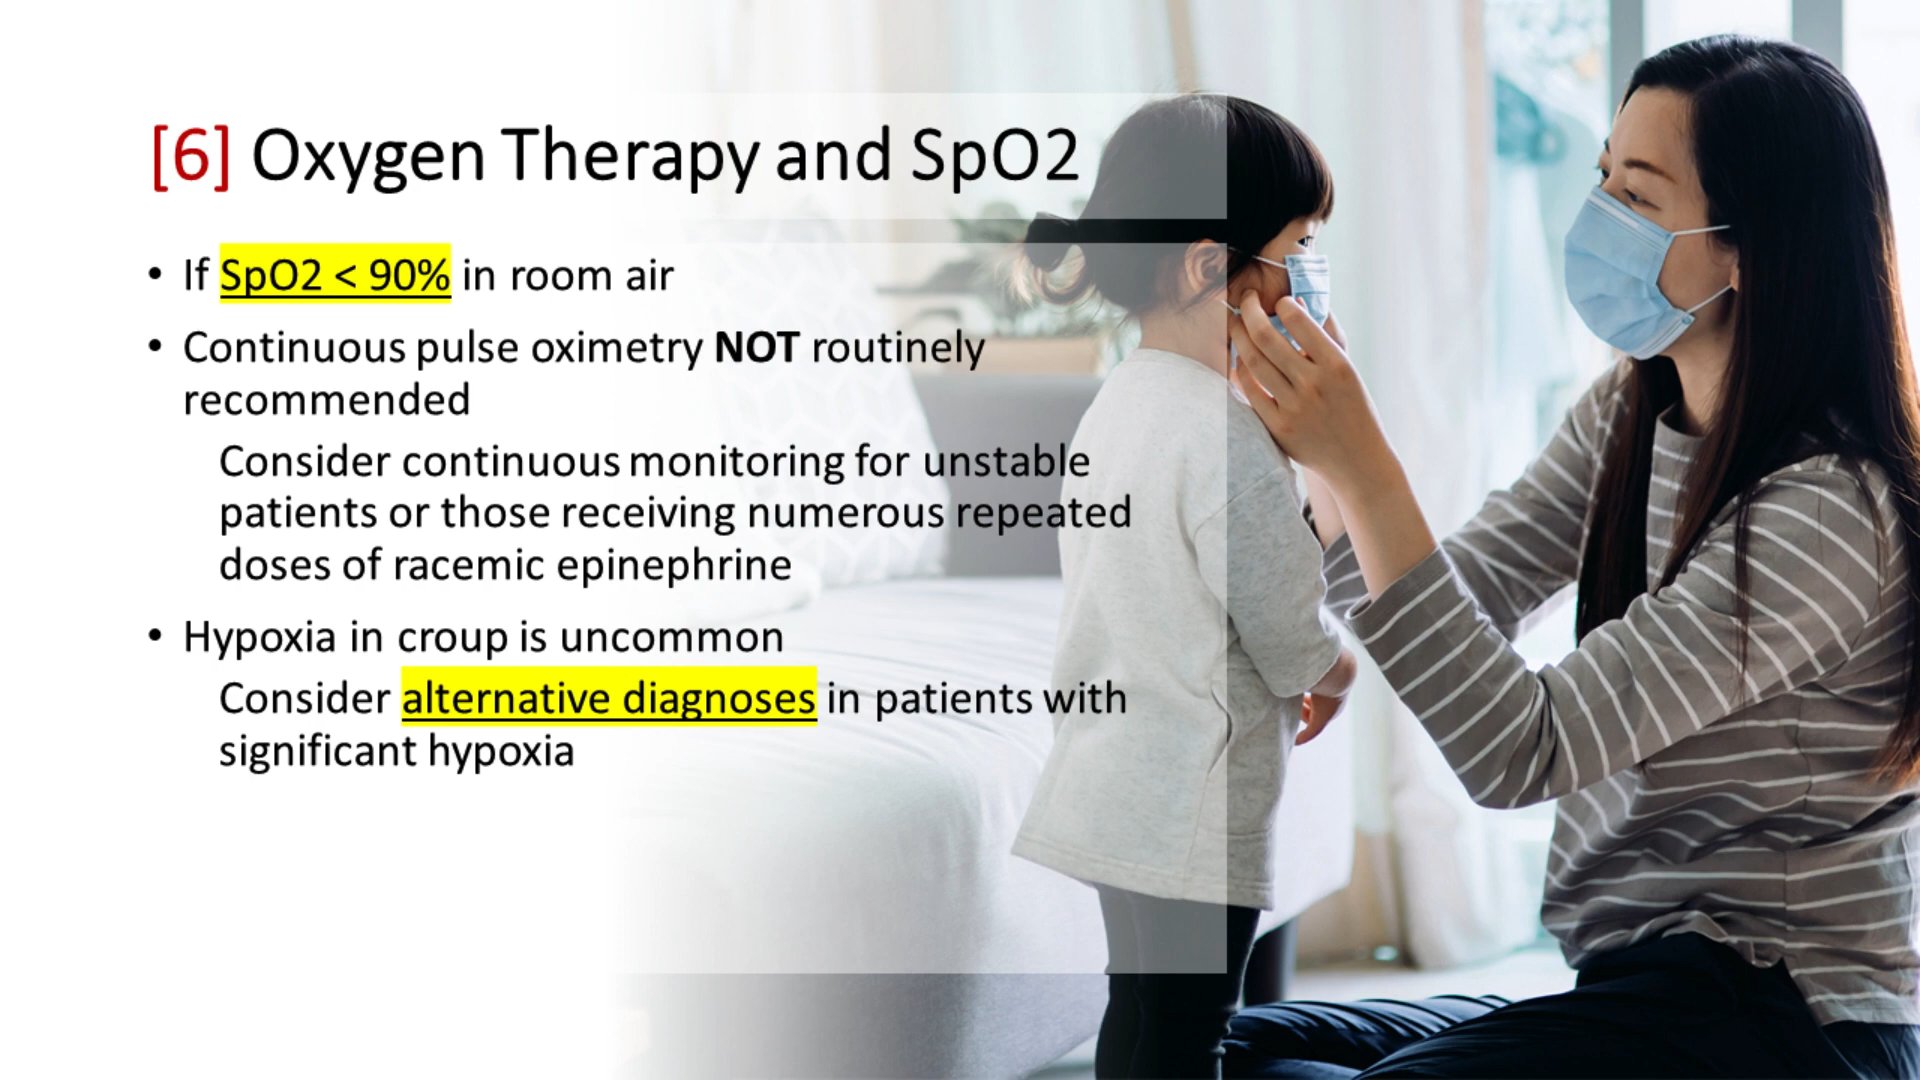 [6] Oxygen Therapy and SpO2
• If SpO2 < 90% in room air
• Continuous pulse oximetry NOT routinely
recommended
Consider continuous monitoring for unstable
patients or those receiving numerous repeated
doses of racemic epinephrine
• Hypoxia in croup is uncommon
Consider alternative diagnoses in patients with
significant hypoxia